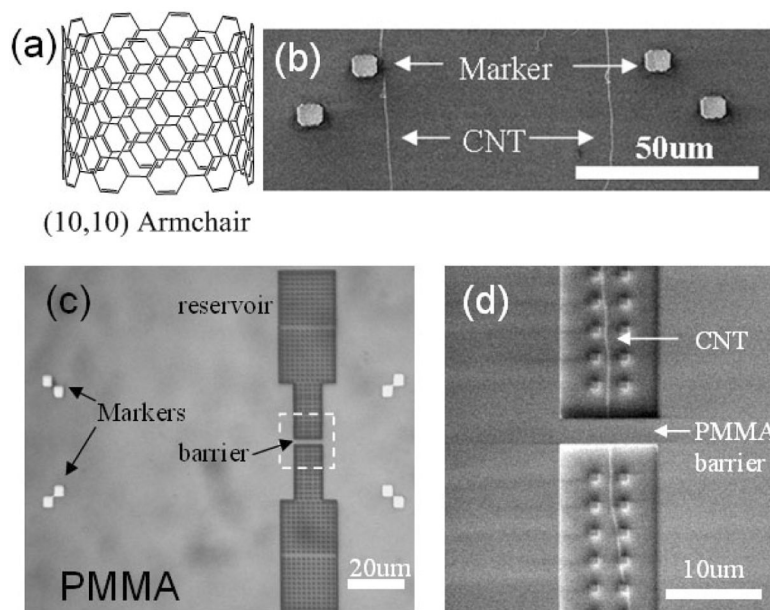 (a)
(10,10) Armchair
(b)
Marker
CNT
50um
(c)
reservoir
Markers
barrier
PMMA
20um
(d)
CNT
PMMA
barrier
10um